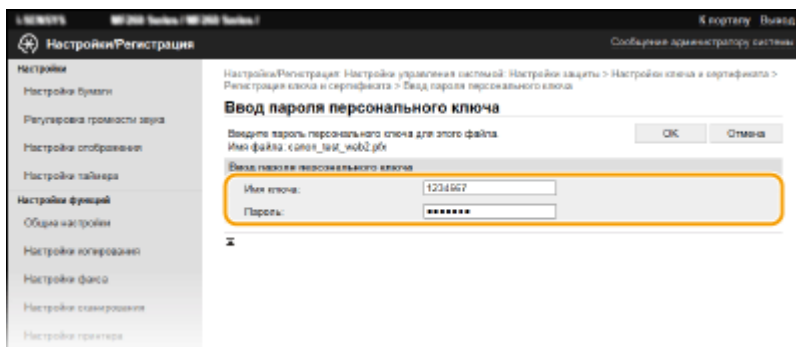 К порталу Выход
Настройки/Регистрация
Сообщение администратору системы
Настройки
Настройки бумаги
Регулировка громкости звука
Настройки отображения
Настройки таймера
Настройки функций
Общие настройки
Настройки копирования
Настройки факса
Настройки сканирования
Настройки принтера
Настройки/Регистрация: Настройки управления системой: Настройки защиты > Настройки ключа и сертификата >
Регистрация ключа и сертификата > Ввод пароля персонального ключа
Ввод пароля персонального ключа
Введите пароль персонального ключа для этого файла.
Имя файла: canon_test_web2.pfx
OK Отмена
Ввод пароля персонального ключа
Имя ключа: 1234567
Пароль: